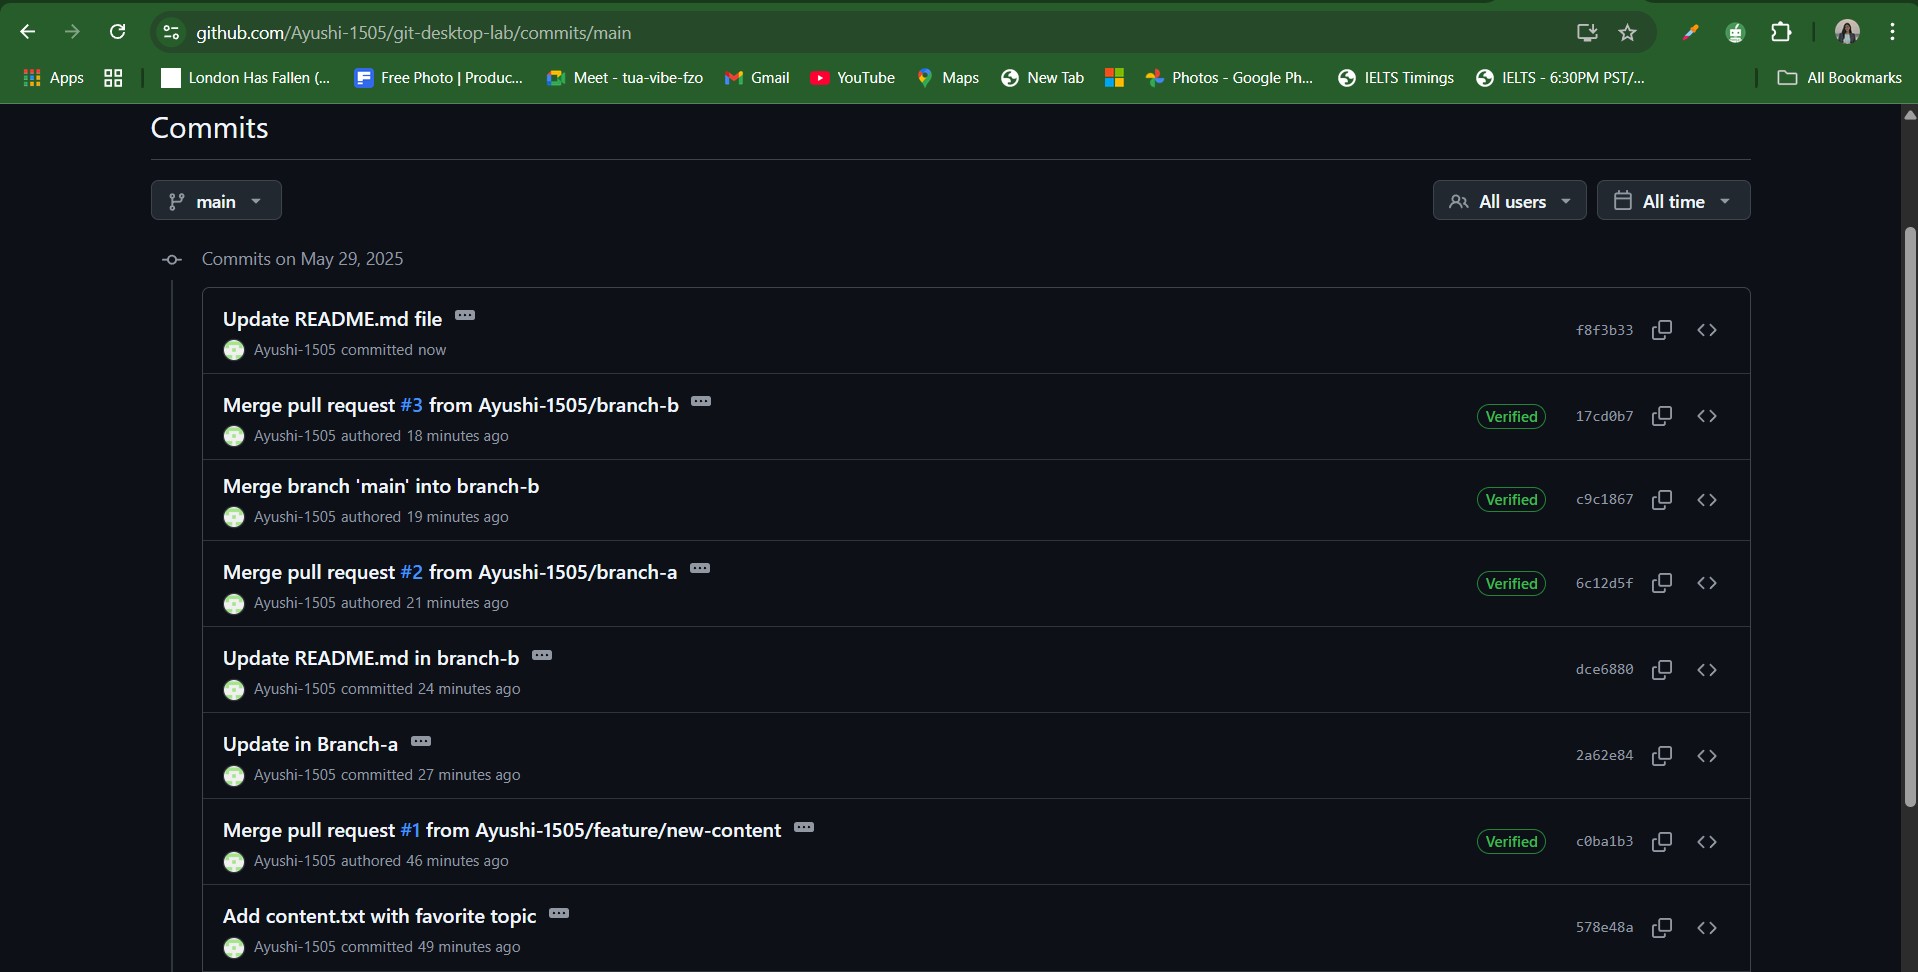 github.com/Ayushi-1505/git-desktop-lab/commits/main
Apps
London Has Fallen (...
Free Photo | Produc...
Meet - tua-vibe-fzo
Gmail
YouTube
Maps
New Tab
Photos - Google Ph...
IELTS Timings
IELTS - 6:30PM PST/...
All Bookmarks
Commits
main
All users
All time
Commits on May 29, 2025
Update README.md file
Ayushi-1505 committed now
f8f3b33
Merge pull request #3 from Ayushi-1505/branch-b
Ayushi-1505 authored 18 minutes ago
Verified
17cd0b7
Merge branch 'main' into branch-b
Ayushi-1505 authored 19 minutes ago
Verified
c9c1867
Merge pull request #2 from Ayushi-1505/branch-a
Ayushi-1505 authored 21 minutes ago
Verified
6c12d5f
Update README.md in branch-b
Ayushi-1505 committed 24 minutes ago
dce6880
Update in Branch-a
Ayushi-1505 committed 27 minutes ago
2a62e84
Merge pull request #1 from Ayushi-1505/feature/new-content
Ayushi-1505 authored 46 minutes ago
Verified
c0ba1b3
Add content.txt with favorite topic
Ayushi-1505 committed 49 minutes ago
578e48a